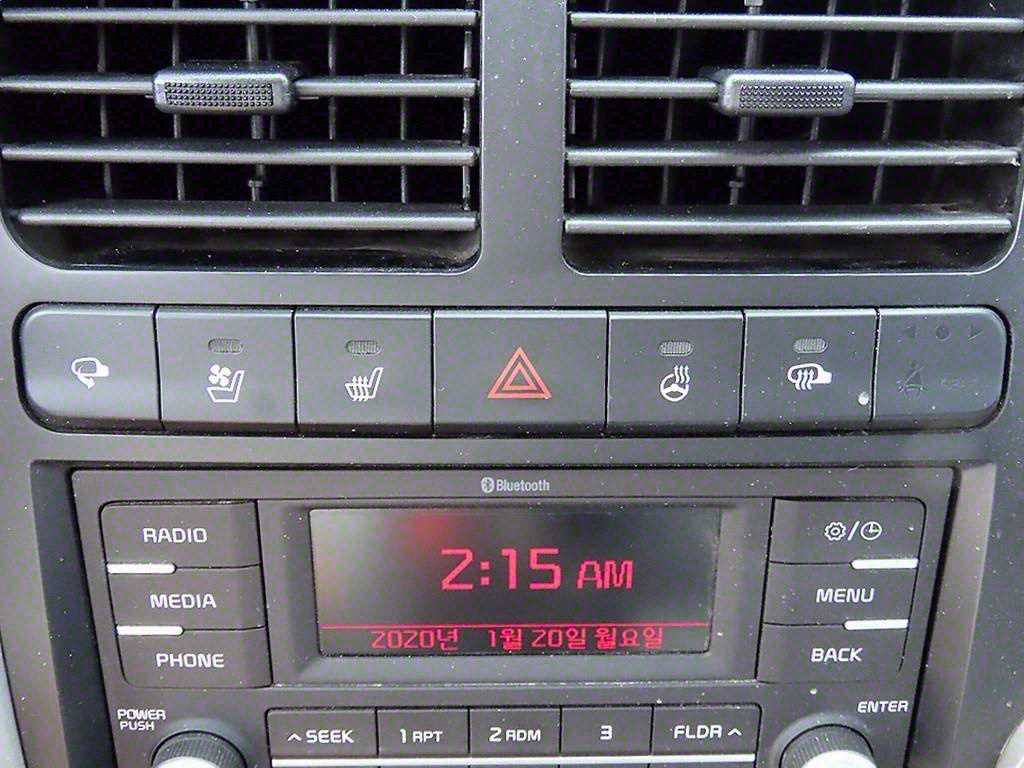 Bluetooth
RADIO
MEDIA
PHONE
2:15 AM
2020년 1월 20일 월요일
MENU
BACK
POWER
PUSH
ENTER
SEEK
1 RPT
2 RDM
3
FLDR